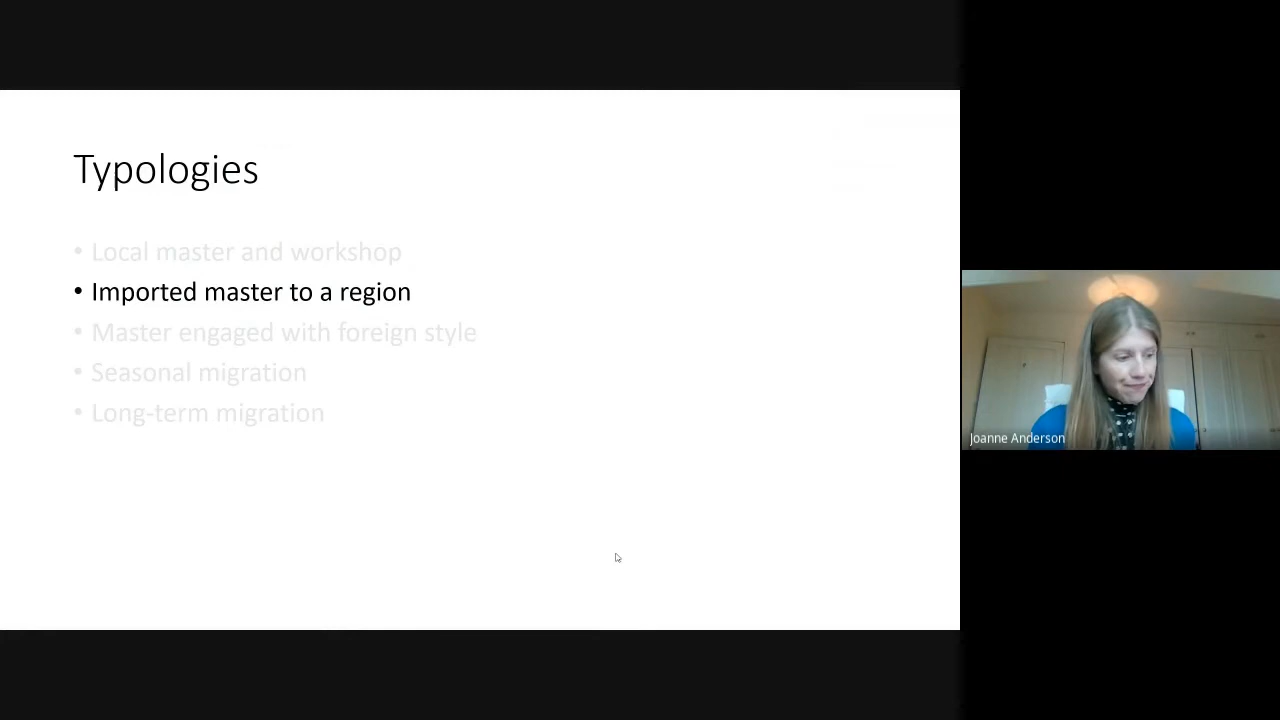 Typologies
• Local master and workshop
• Imported master to a region
• Master engaged with foreign style
• Seasonal migration
• Long-term migration
Joanne Anderson